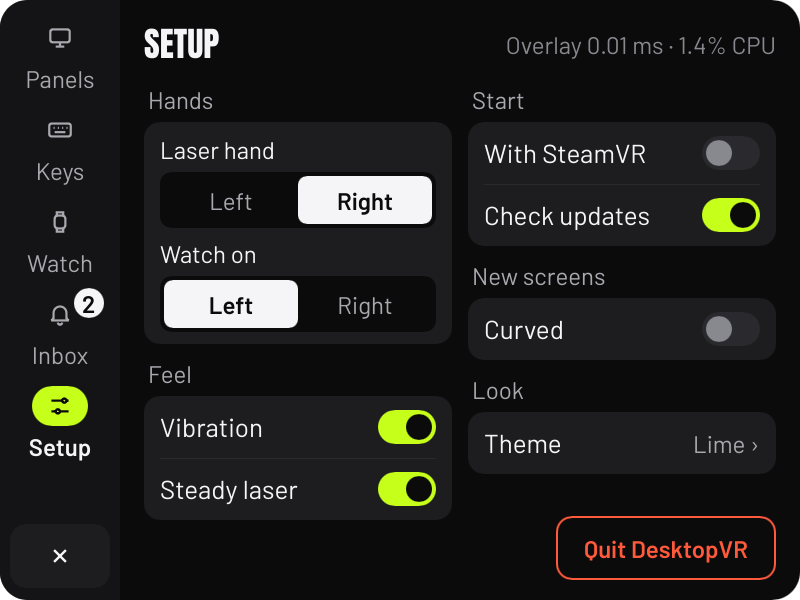 Panels
Keys
Watch
2
Inbox
Setup
×
SETUP
Overlay 0.01 ms · 1.4% CPU
Hands
Laser hand
Left Right
Watch on
Left Right
Feel
Vibration
Steady laser
Start
With SteamVR
Check updates
New screens
Curved
Look
Theme Lime ›
Quit DesktopVR